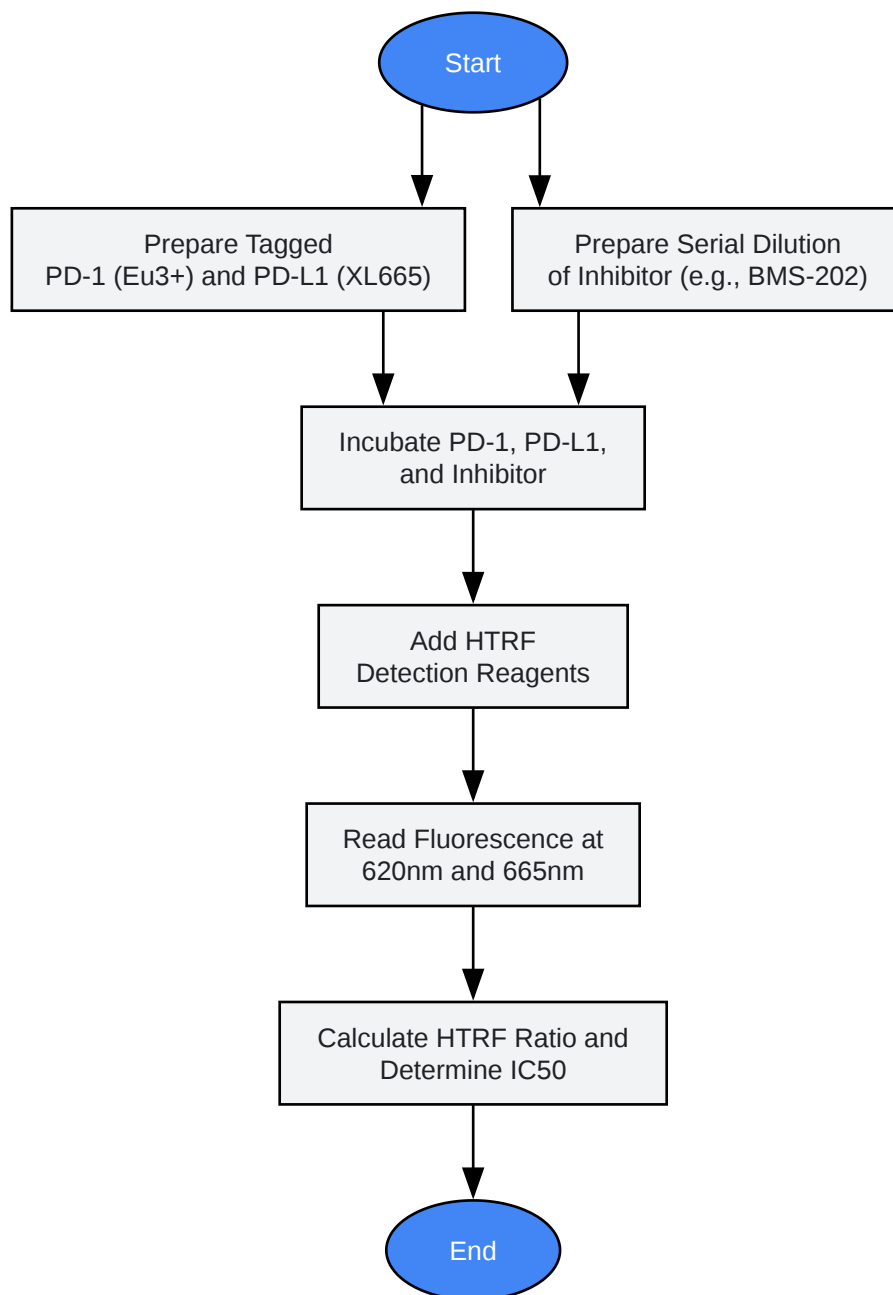 Start
Prepare Tagged
PD-1 (Eu3+) and PD-L1 (XL665)
Prepare Serial Dilution
of Inhibitor (e.g., BMS-202)
Incubate PD-1, PD-L1,
and Inhibitor
Add HTRF
Detection Reagents
Read Fluorescence at
620nm and 665nm
Calculate HTRF Ratio and
Determine IC50
End